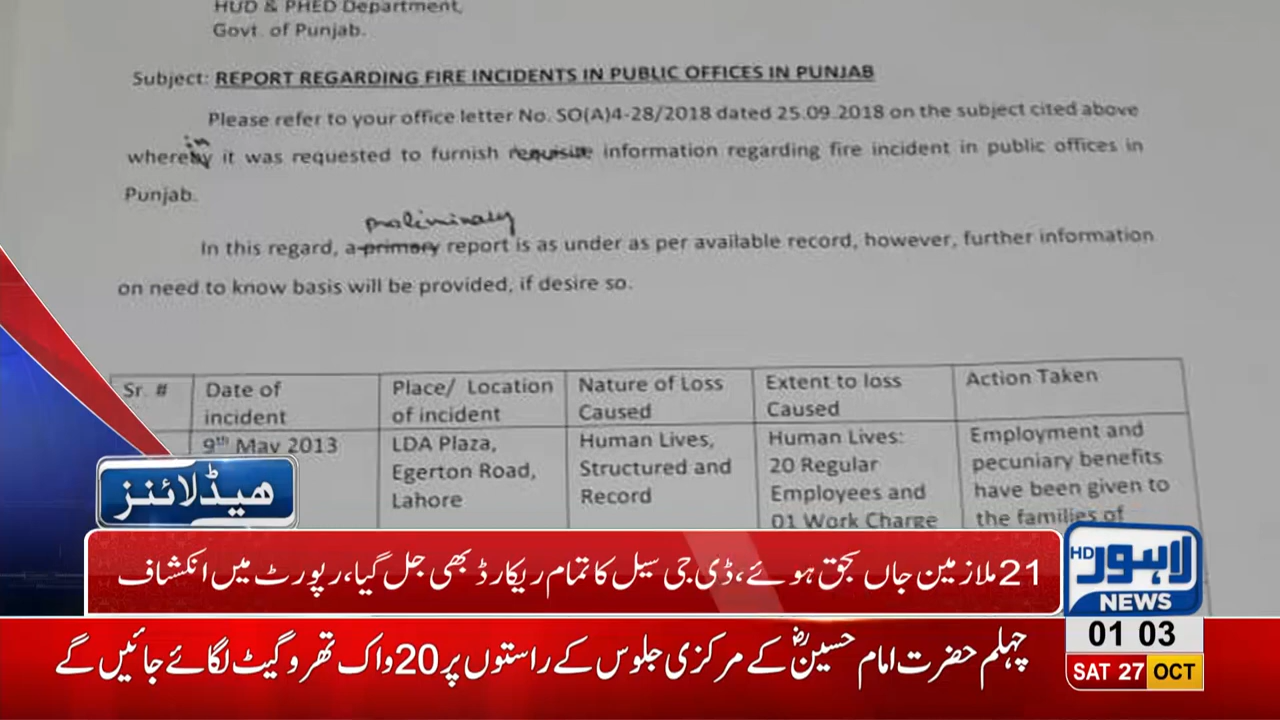 HUD & PHED Department,
Govt. of Punjab.
Subject: REPORT REGARDING FIRE INCIDENTS IN PUBLIC OFFICES IN PUNJAB
Please refer to your office letter No. SO(A)4-28/2018 dated 25.09.2018 on the subject cited above
in
whereby it was requested to furnish requisite information regarding fire incident in public offices in
Punjab.
preliminary
In this regard, a primary report is as under as per available record, however, further information
on need to know basis will be provided, if desire so.
Sr. #
Date of
incident
Place/ Location
of incident
Nature of Loss
Caused
Extent to loss
Caused
Action Taken
9th May 2013
LDA Plaza,
Egerton Road,
Lahore
Human Lives,
Structured and
Record
Human Lives:
20 Regular
Employees and
01 Work Charge
Employment and
pecuniary benefits
have been given to
the families of
ہیڈلائنز
21 ملازمین جاں بحق ہوئے، ڈی جی سیل کا تمام ریکارڈ بھی جل گیا، رپورٹ میں انکشاف
لاہور HD
NEWS
چہلم حضرت امام حسینؓ کے مرکزی جلوس کے راستوں پر 20 واک تھرو گیٹ لگائے جائیں گے
01 03
SAT 27 OCT